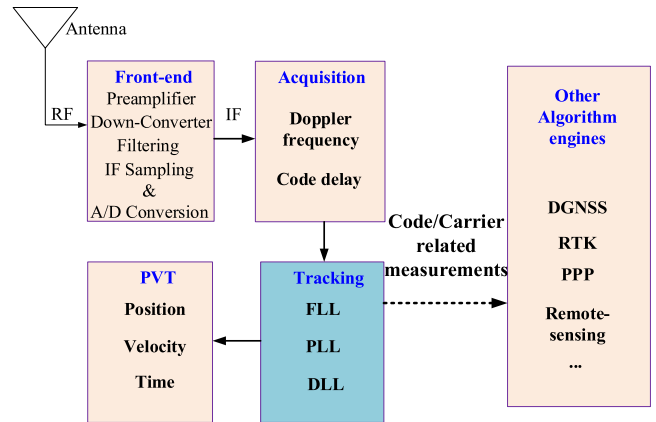 Antenna
RF
Front-end
Preamplifier
Down-Converter
Filtering
IF Sampling
&
A/D Conversion
IF
Acquisition
Doppler
frequency
Code delay
Other
Algorithm
engines
DGNSS
RTK
PPP
Remote-
sensing
...
Code/Carrier
related
measurements
Tracking
FLL
PLL
DLL
PVT
Position
Velocity
Time